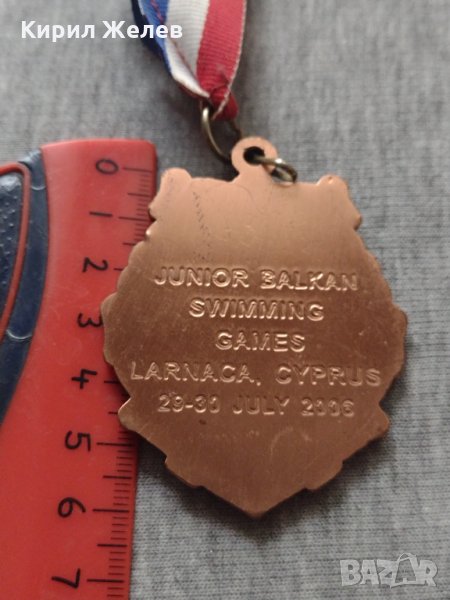 Кирил Желев
0
1
2
3
4
5
6
7
JUNIOR BALKAN
SWIMMING
GAMES
LARNACA, CYPRUS
29-30 JULY 2006
BAZAR